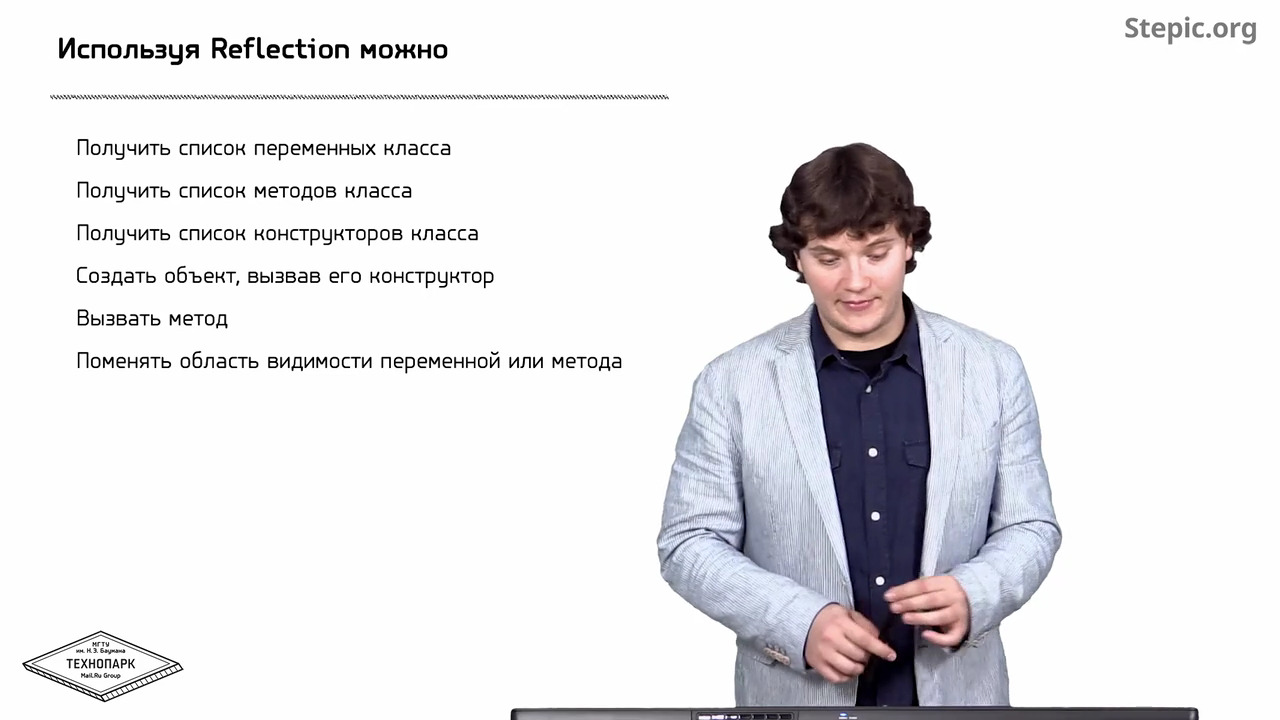 Stepic.org
Используя Reflection можно
Получить список переменных класса
Получить список методов класса
Получить список конструкторов класса
Создать объект, вызвав его конструктор
Вызвать метод
Поменять область видимости переменной или метода
МГТУ
им. Н.Э. Баумана
ТЕХНОПАРК
Mail.Ru Group